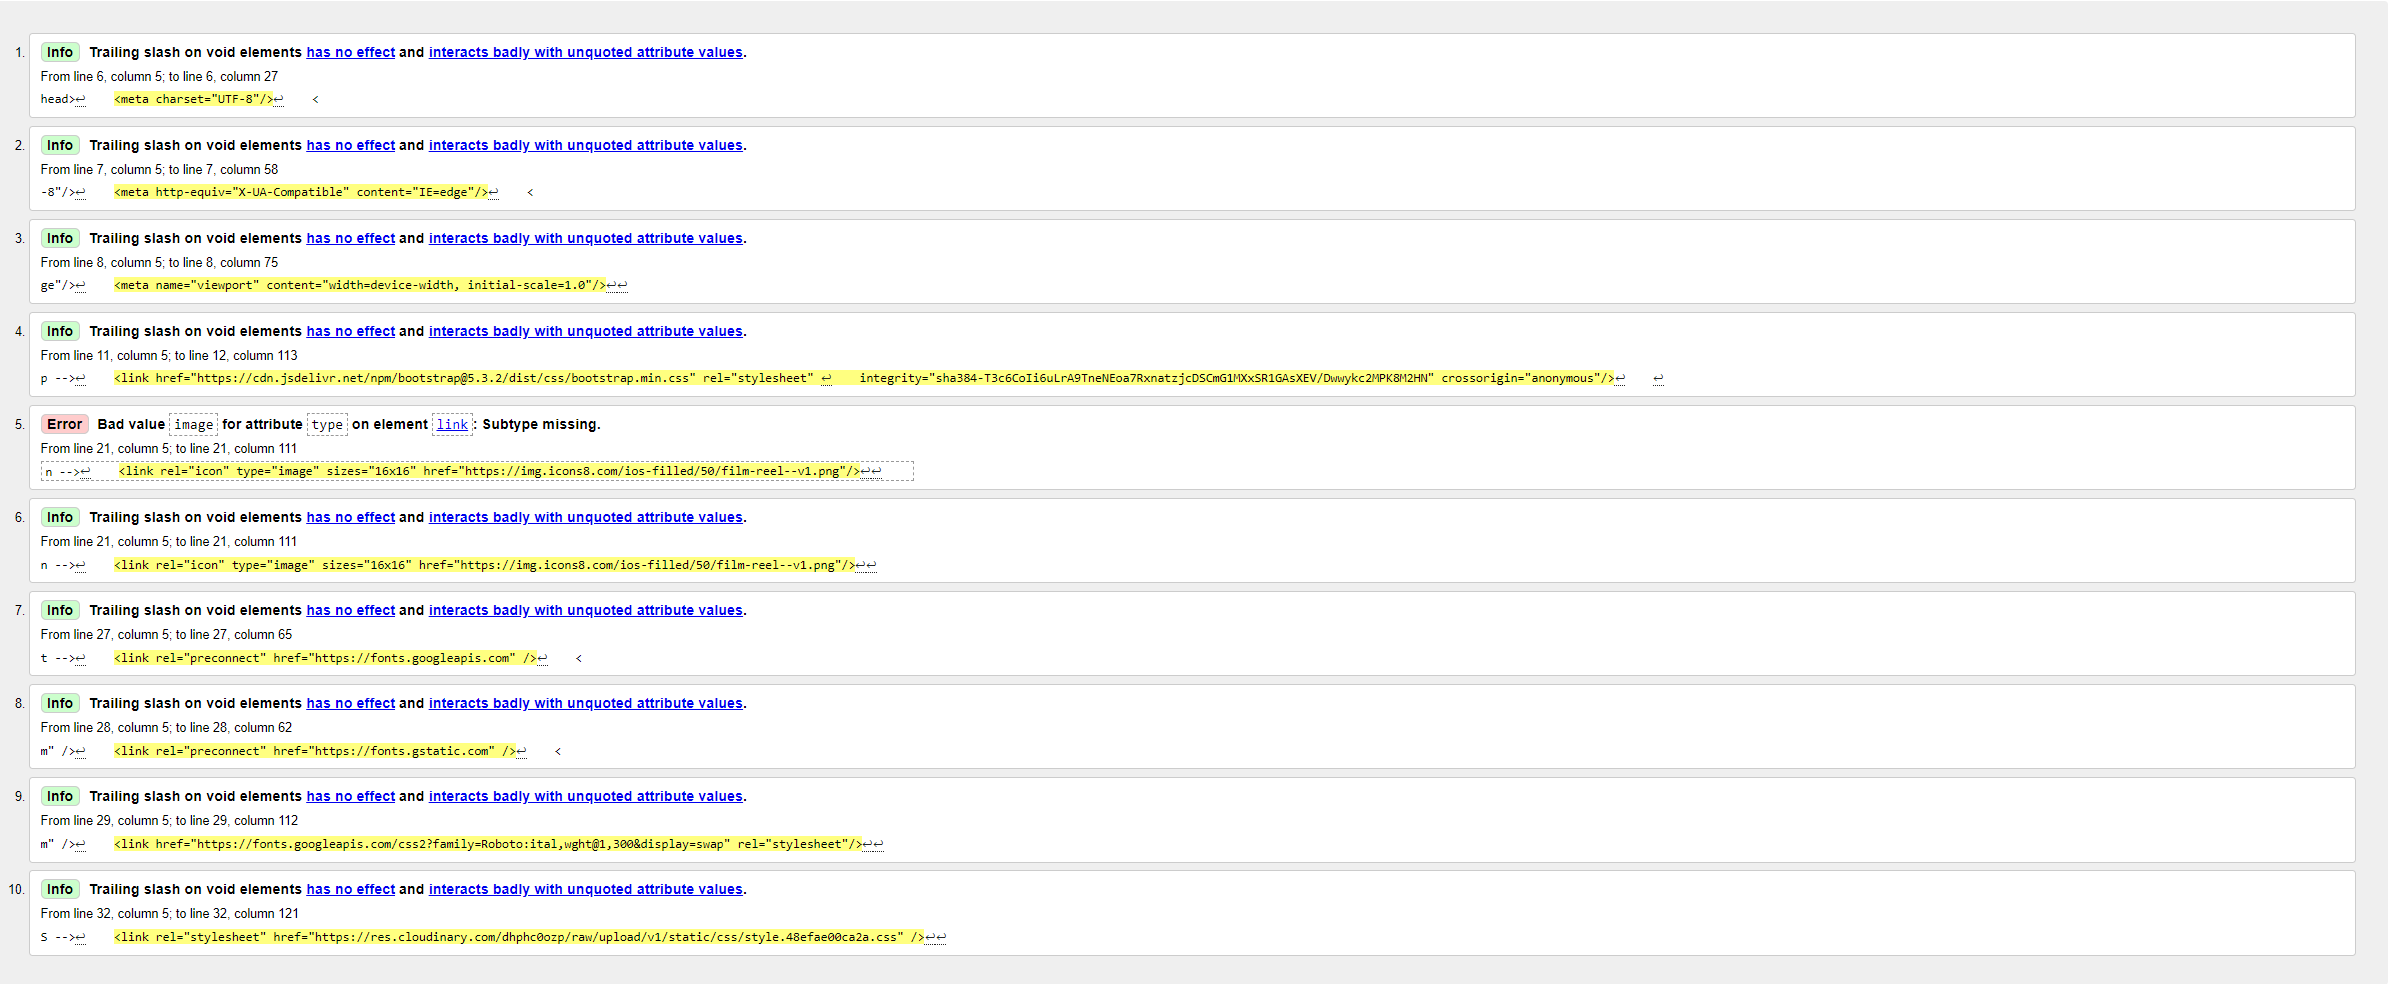 1. Info Trailing slash on void elements has no effect and interacts badly with unquoted attribute values.
From line 6, column 5; to line 6, column 27
head>↩    <meta charset="UTF-8"/>↩    <
2. Info Trailing slash on void elements has no effect and interacts badly with unquoted attribute values.
From line 7, column 5; to line 7, column 58
-8"/>↩    <meta http-equiv="X-UA-Compatible" content="IE=edge"/>↩    <
3. Info Trailing slash on void elements has no effect and interacts badly with unquoted attribute values.
From line 8, column 5; to line 8, column 75
ge"/>↩    <meta name="viewport" content="width=device-width, initial-scale=1.0"/>↩↩
4. Info Trailing slash on void elements has no effect and interacts badly with unquoted attribute values.
From line 11, column 5; to line 12, column 113
p -->↩    <link href="https://cdn.jsdelivr.net/npm/bootstrap@5.3.2/dist/css/bootstrap.min.css" rel="stylesheet" ↩    integrity="sha384-T3c6CoIi6uLrA9TneNEoa7RxnatzjcDSCmG1MXxSR1GAsXEV/Dwwykc2MPK8M2HN" crossorigin="anonymous"/>↩    ↩
5. Error Bad value image for attribute type on element link: Subtype missing.
From line 21, column 5; to line 21, column 111
n -->↩    <link rel="icon" type="image" sizes="16x16" href="https://img.icons8.com/ios-filled/50/film-reel--v1.png"/>↩↩
6. Info Trailing slash on void elements has no effect and interacts badly with unquoted attribute values.
From line 21, column 5; to line 21, column 111
n -->↩    <link rel="icon" type="image" sizes="16x16" href="https://img.icons8.com/ios-filled/50/film-reel--v1.png"/>↩↩
7. Info Trailing slash on void elements has no effect and interacts badly with unquoted attribute values.
From line 27, column 5; to line 27, column 65
t -->↩    <link rel="preconnect" href="https://fonts.googleapis.com" />↩    <
8. Info Trailing slash on void elements has no effect and interacts badly with unquoted attribute values.
From line 28, column 5; to line 28, column 62
m" />↩    <link rel="preconnect" href="https://fonts.gstatic.com" />↩    <
9. Info Trailing slash on void elements has no effect and interacts badly with unquoted attribute values.
From line 29, column 5; to line 29, column 112
m" />↩    <link href="https://fonts.googleapis.com/css2?family=Roboto:ital,wght@1,300&display=swap" rel="stylesheet"/>↩↩
10. Info Trailing slash on void elements has no effect and interacts badly with unquoted attribute values.
From line 32, column 5; to line 32, column 121
S -->↩    <link rel="stylesheet" href="https://res.cloudinary.com/dhphc0ozp/raw/upload/v1/static/css/style.48efae00ca2a.css" />↩↩